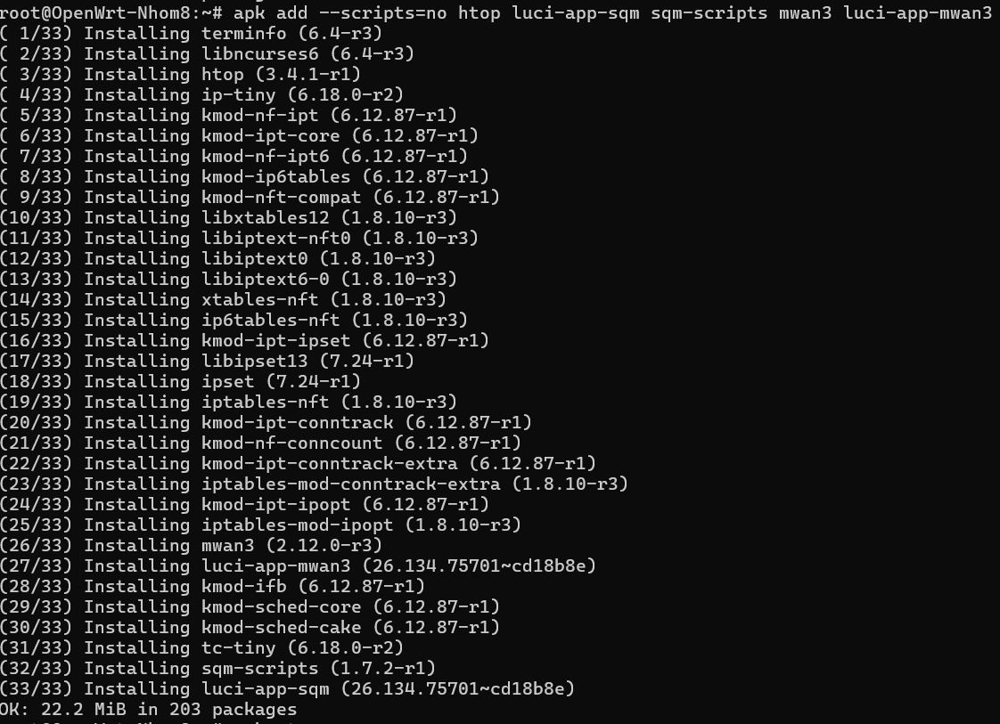 root@OpenWrt-Nhom8:~# apk add --scripts=no htop luci-app-sqm sqm-scripts mwan3 luci-app-mwan3
( 1/33) Installing terminfo (6.4-r3)
( 2/33) Installing libncurses6 (6.4-r3)
( 3/33) Installing htop (3.4.1-r1)
( 4/33) Installing ip-tiny (6.18.0-r2)
( 5/33) Installing kmod-nf-ipt (6.12.87-r1)
( 6/33) Installing kmod-ipt-core (6.12.87-r1)
( 7/33) Installing kmod-nf-ipt6 (6.12.87-r1)
( 8/33) Installing kmod-ip6tables (6.12.87-r1)
( 9/33) Installing kmod-nft-compat (6.12.87-r1)
(10/33) Installing libxtables12 (1.8.10-r3)
(11/33) Installing libiptext-nft0 (1.8.10-r3)
(12/33) Installing libiptext0 (1.8.10-r3)
(13/33) Installing libiptext6-0 (1.8.10-r3)
(14/33) Installing xtables-nft (1.8.10-r3)
(15/33) Installing ip6tables-nft (1.8.10-r3)
(16/33) Installing kmod-ipt-ipset (6.12.87-r1)
(17/33) Installing libipset13 (7.24-r1)
(18/33) Installing ipset (7.24-r1)
(19/33) Installing iptables-nft (1.8.10-r3)
(20/33) Installing kmod-ipt-conntrack (6.12.87-r1)
(21/33) Installing kmod-nf-conncount (6.12.87-r1)
(22/33) Installing kmod-ipt-conntrack-extra (6.12.87-r1)
(23/33) Installing iptables-mod-conntrack-extra (1.8.10-r3)
(24/33) Installing kmod-ipt-ipopt (6.12.87-r1)
(25/33) Installing iptables-mod-ipopt (1.8.10-r3)
(26/33) Installing mwan3 (2.12.0-r3)
(27/33) Installing luci-app-mwan3 (26.134.75701~cd18b8e)
(28/33) Installing kmod-ifb (6.12.87-r1)
(29/33) Installing kmod-sched-core (6.12.87-r1)
(30/33) Installing kmod-sched-cake (6.12.87-r1)
(31/33) Installing tc-tiny (6.18.0-r2)
(32/33) Installing sqm-scripts (1.7.2-r1)
(33/33) Installing luci-app-sqm (26.134.75701~cd18b8e)
OK: 22.2 MiB in 203 packages